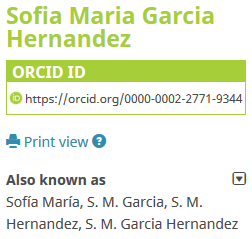 Sofia Maria Garcia
Hernandez
ORCID ID
iD https://orcid.org/0000-0002-2771-9344
Print view ?
Also known as
Sofía María, S. M. Garcia, S. M.
Hernandez, S. M. Garcia Hernandez